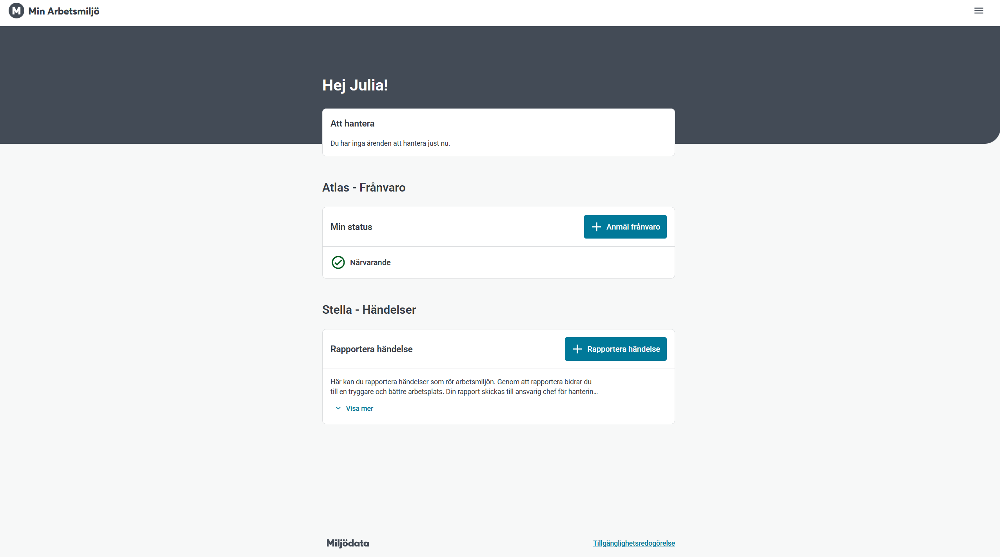 M Min Arbetsmiljö
Hej Julia!
Att hantera
Du har inga ärenden att hantera just nu.
Atlas - Frånvaro
Min status
Anmäl frånvaro
Närvarande
Stella - Händelser
Rapportera händelse
Rapportera händelse
Här kan du rapportera händelser som rör arbetsmiljön. Genom att rapportera bidrar du
till en tryggare och bättre arbetsplats. Din rapport skickas till ansvarig chef för hanterin...
Visa mer
Miljödata
Tillgänglighetsredogörelse